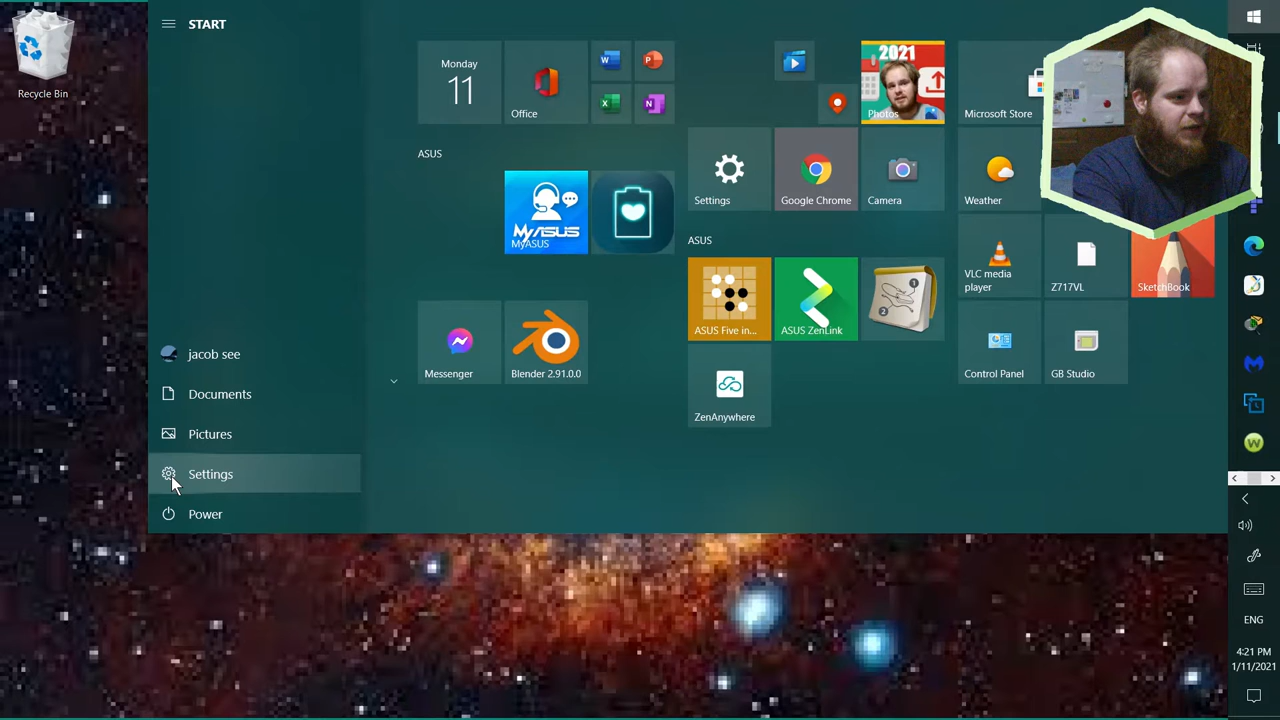 START
Recycle Bin
jacob see
Documents
Pictures
Settings
Power
Monday
11
Office
ASUS
MyASUS
MyASUS
Messenger
Blender 2.91.0.0
2021
Photos
Settings
Google Chrome
Camera
ASUS
ASUS Five in...
ASUS ZenLink
ZenAnywhere
Microsoft Store
Weather
VLC media
player
Z717VL
SketchBook
Control Panel
GB Studio
ENG
4:21 PM
1/11/2021